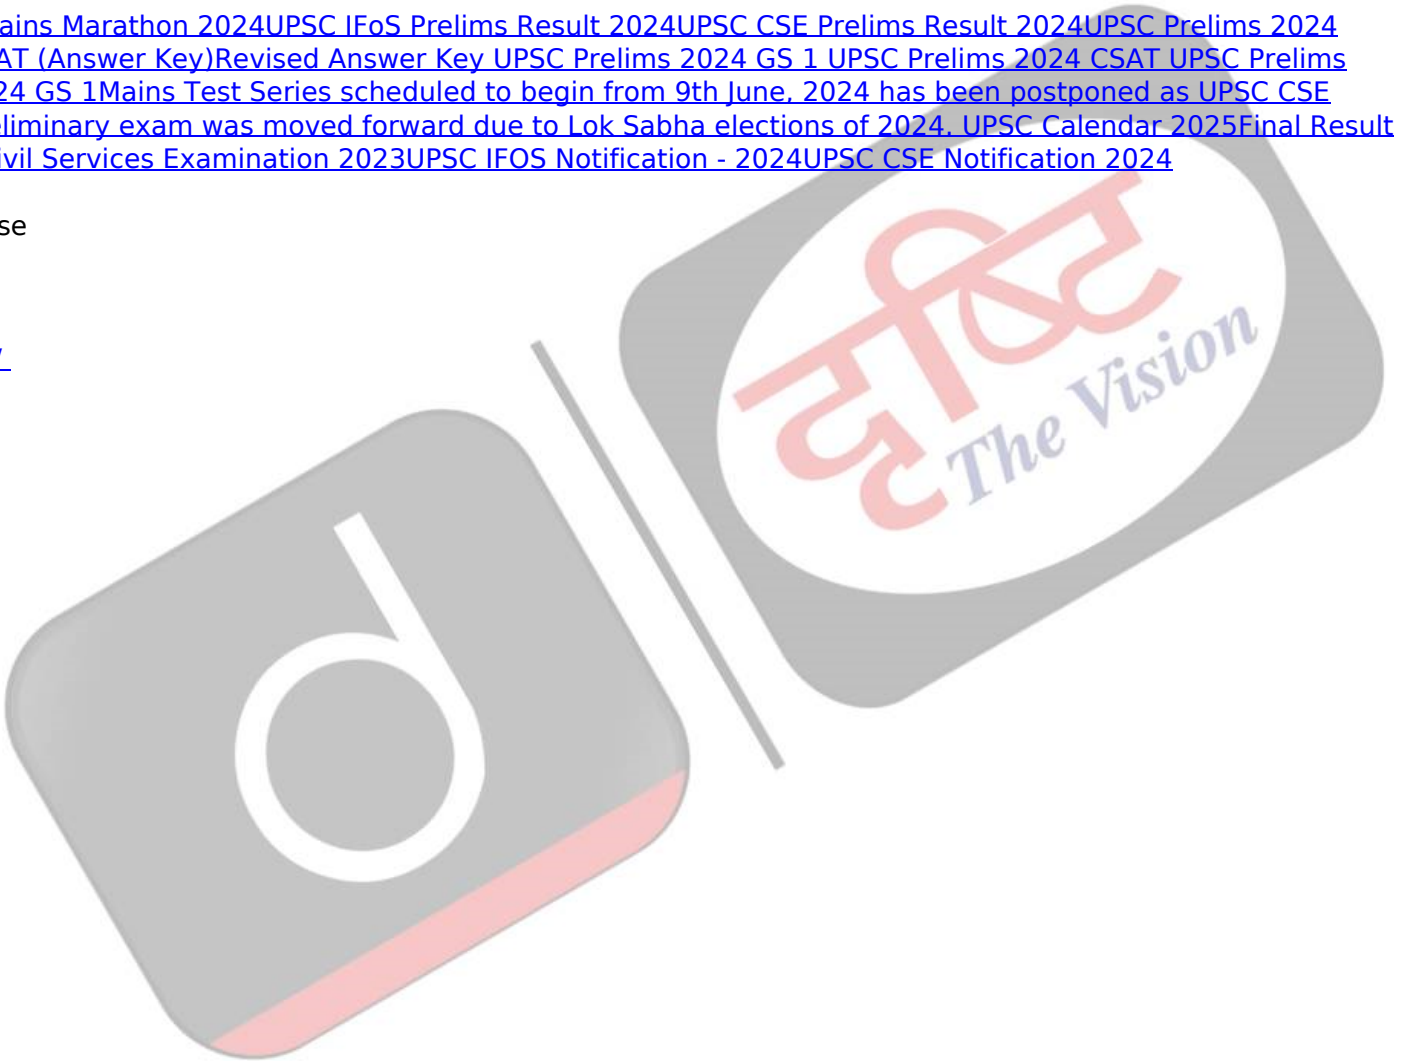 ains Marathon 2024UPSC IFoS Prelims Result 2024UPSC CSE Prelims Result 2024UPSC Prelims 2024
AT (Answer Key)Revised Answer Key UPSC Prelims 2024 GS 1 UPSC Prelims 2024 CSAT UPSC Prelims
24 GS 1Mains Test Series scheduled to begin from 9th June, 2024 has been postponed as UPSC CSE
eliminary exam was moved forward due to Lok Sabha elections of 2024. UPSC Calendar 2025Final Result
ivil Services Examination 2023UPSC IFOS Notification - 2024UPSC CSE Notification 2024
se
दृष्टि
The Vision
d